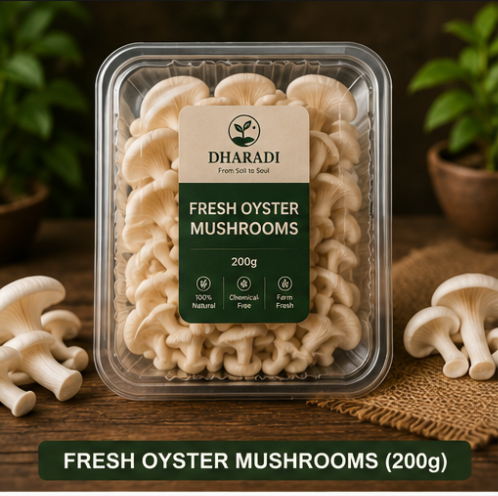 DHARADI
From Soil to Soul
FRESH OYSTER
MUSHROOMS
200g
100%
Natural
Chemical-
Free
Farm
Fresh
FRESH OYSTER MUSHROOMS (200g)